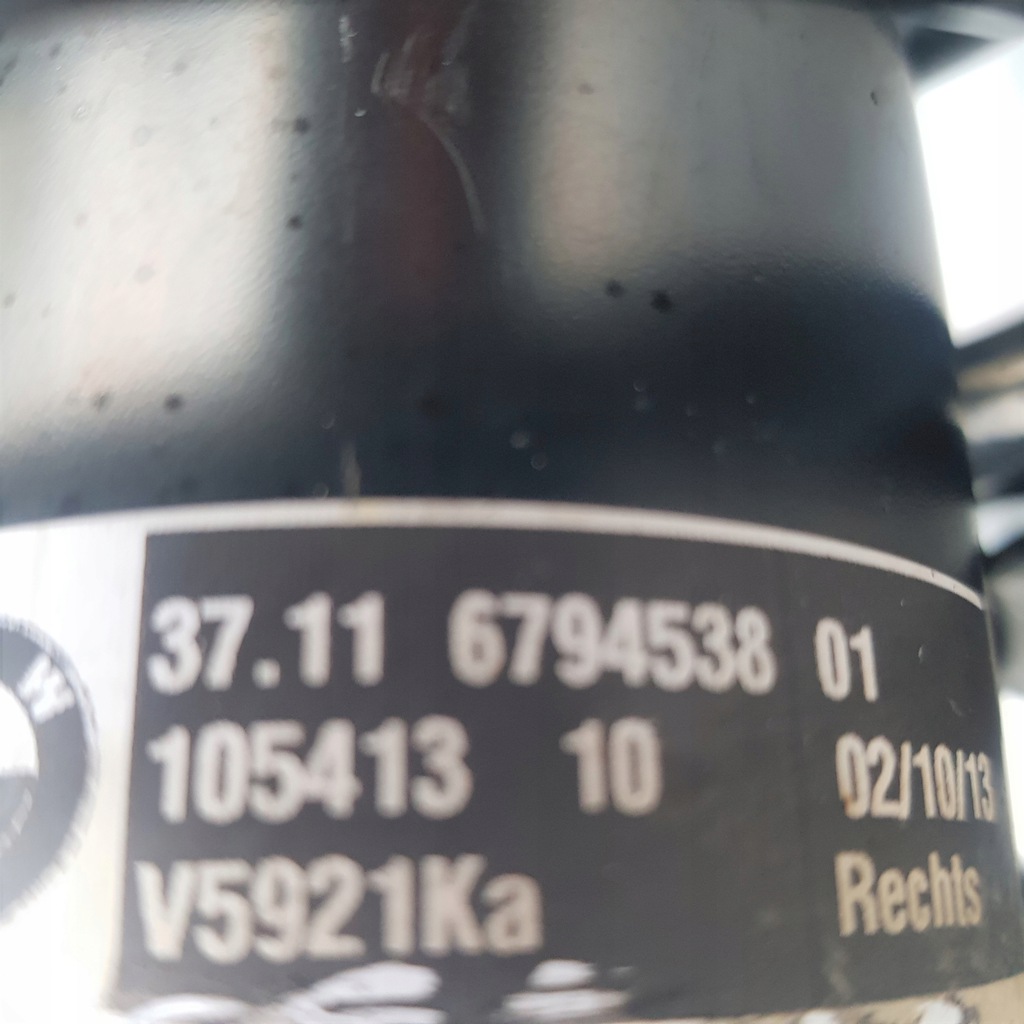 37.11 6794538 01
105413 10 02/10/13
V5921Ka Rechts
W